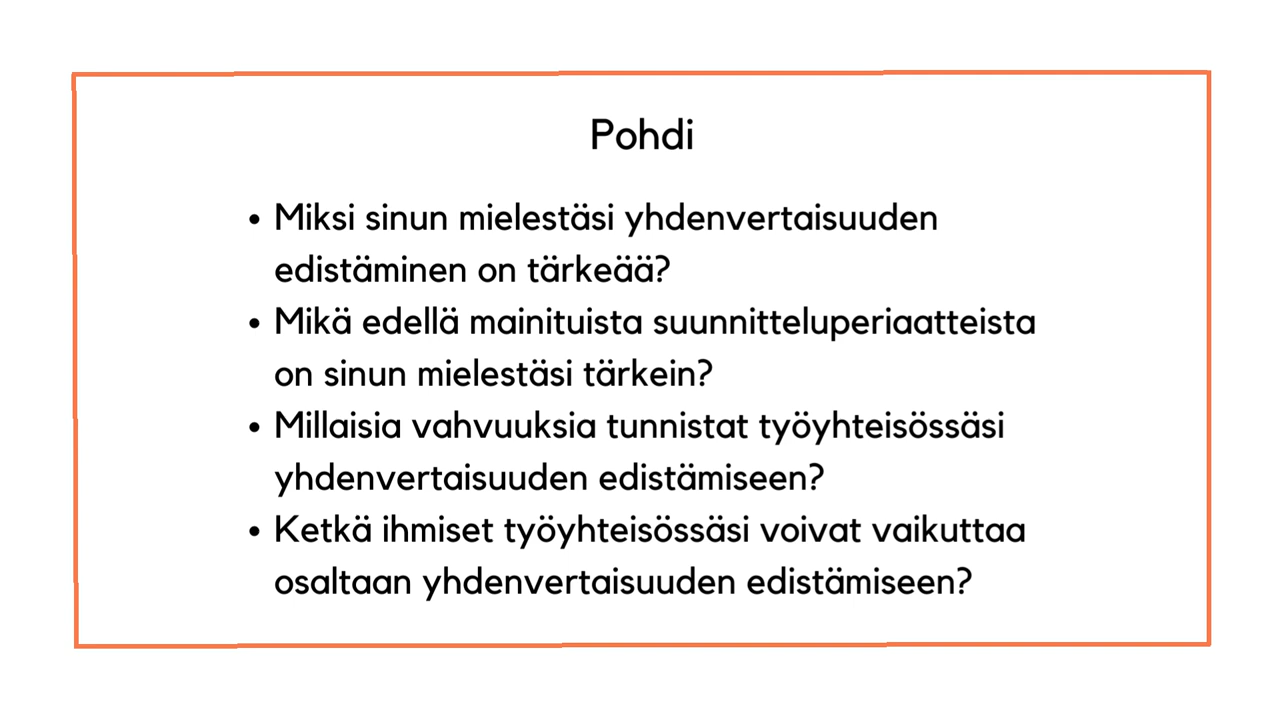 Pohdi
• Miksi sinun mielestäsi yhdenvertaisuuden
edistäminen on tärkeää?
• Mikä edellä mainituista suunnitteluperiaatteista
on sinun mielestäsi tärkein?
• Millaisia vahvuuksia tunnistat työyhteisössäsi
yhdenvertaisuuden edistämiseen?
• Ketkä ihmiset työyhteisössäsi voivat vaikuttaa
osaltaan yhdenvertaisuuden edistämiseen?